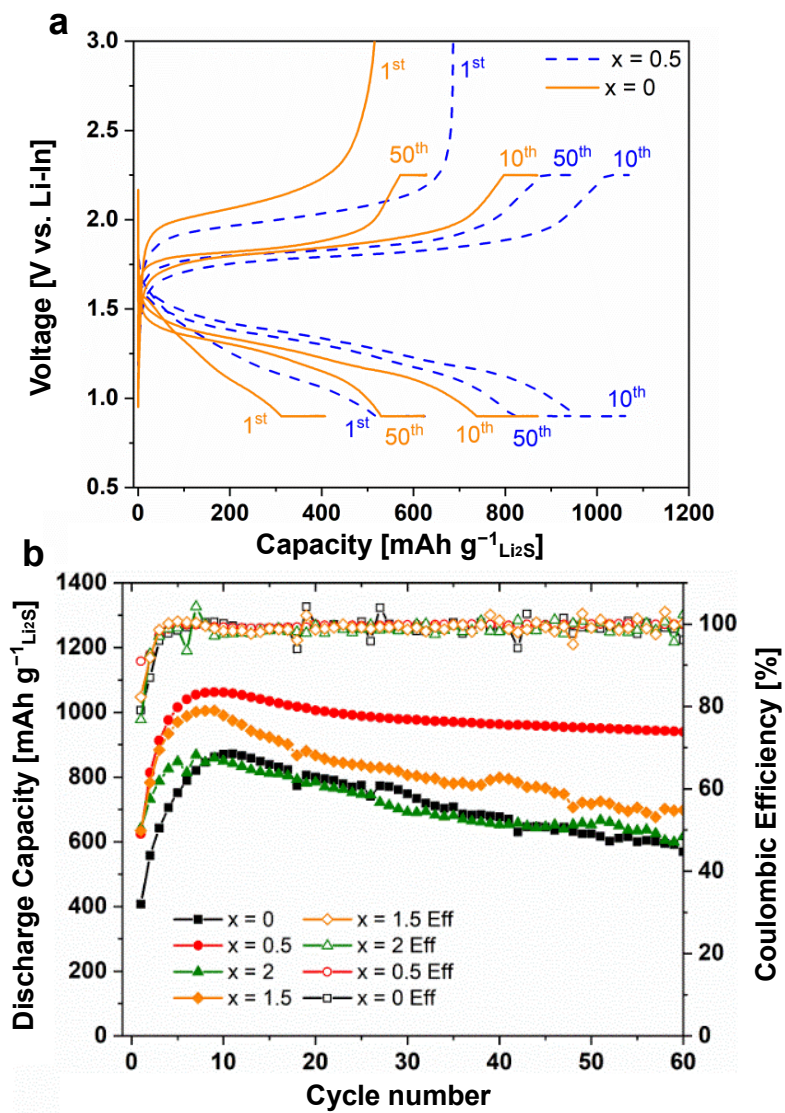 a
3.0
2.5
2.0
1.5
1.0
0.5
Voltage [V vs. Li-In]
x = 0.5
x = 0
1st
1st
50th
10th
50th
10th
1st
1st
50th
10th
50th
10th
0
200
400
600
800
1000
1200
Capacity [mAh g−1Li2S]
b
1400
1200
1000
800
600
400
200
0
Discharge Capacity [mAh g−1Li2S]
100
80
60
40
20
0
Coulombic Efficiency [%]
x = 0
x = 1.5 Eff
x = 0.5
x = 2 Eff
x = 2
x = 0.5 Eff
x = 1.5
x = 0 Eff
0
10
20
30
40
50
60
Cycle number